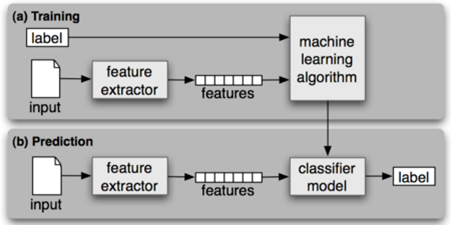 (a) Training
label
machine
learning
algorithm
feature
extractor
features
input
(b) Prediction
feature
extractor
features
classifier
model
label
input